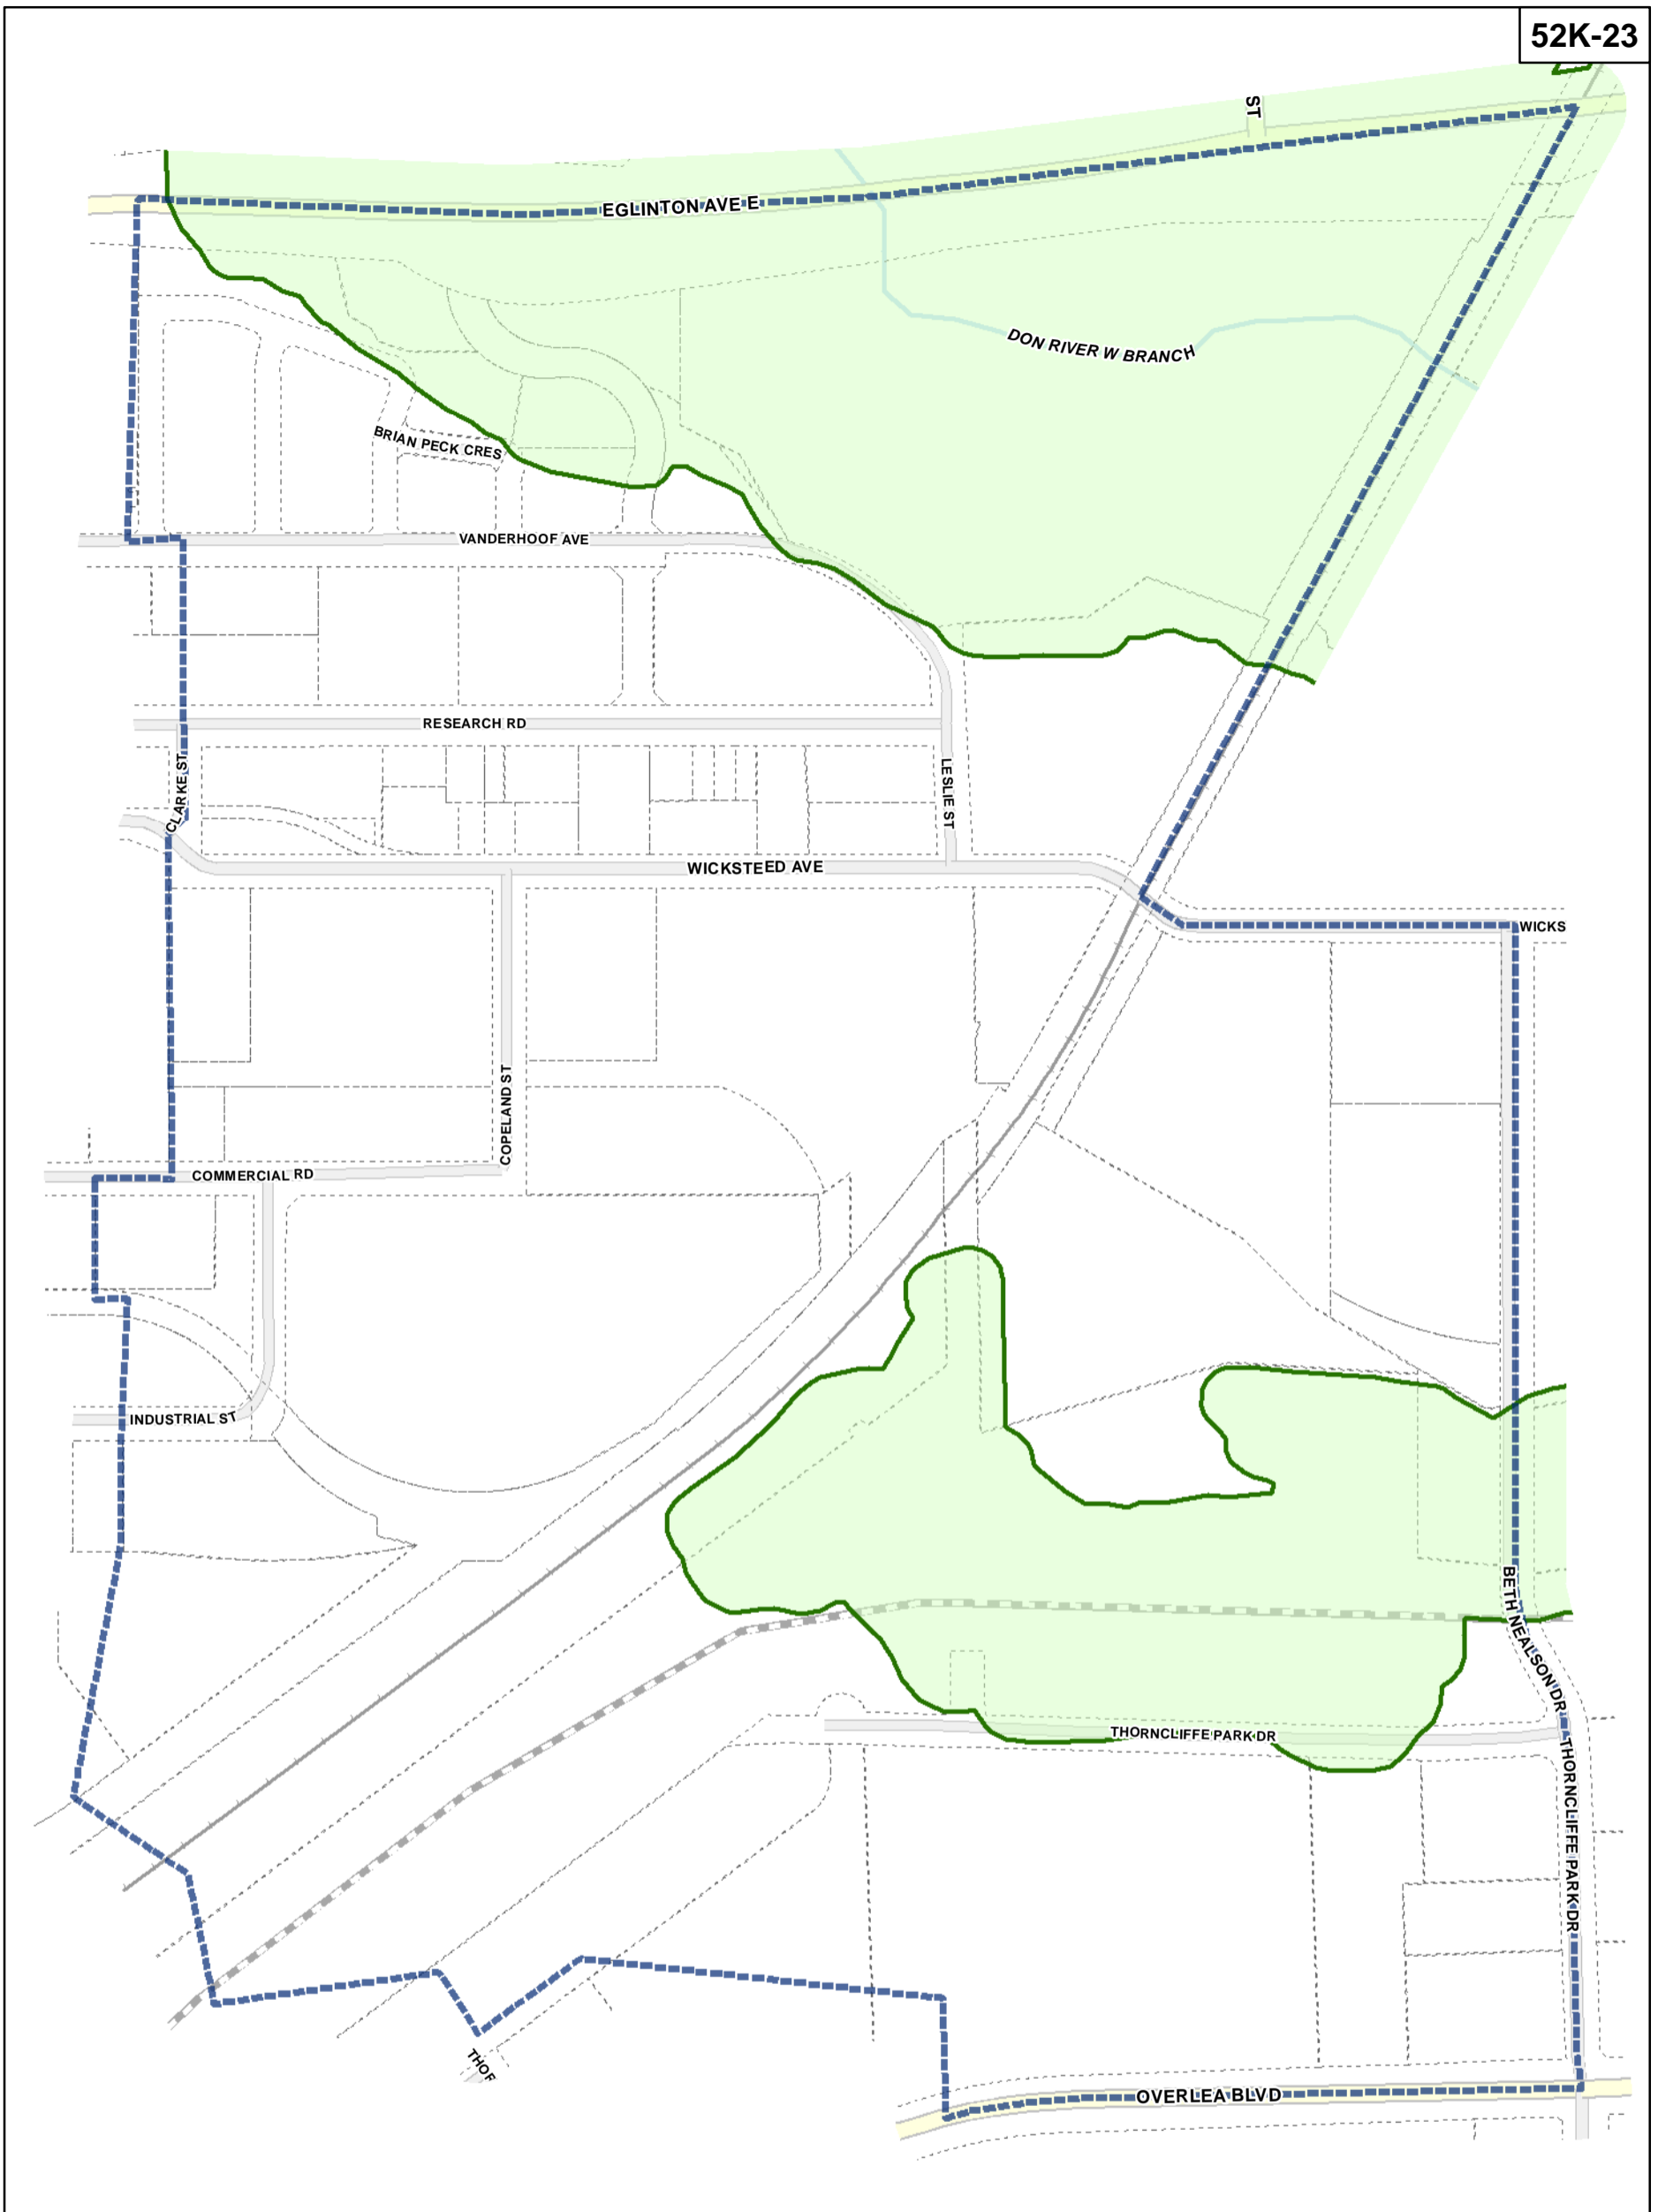 52K-23
ST
EGLINTON AVE E
DON RIVER W BRANCH
BRIAN PECK CRES
VANDERHOOF AVE
RESEARCH RD
CLARKE ST
LESLIE ST
WICKSTEED AVE
WICKS
COPELAND ST
COMMERCIAL RD
INDUSTRIAL ST
BETH NEALSON DR
THORNCLIFFE PARK DR
THORNCLIFFE PARK DR
THOR
OVERLEA BLVD